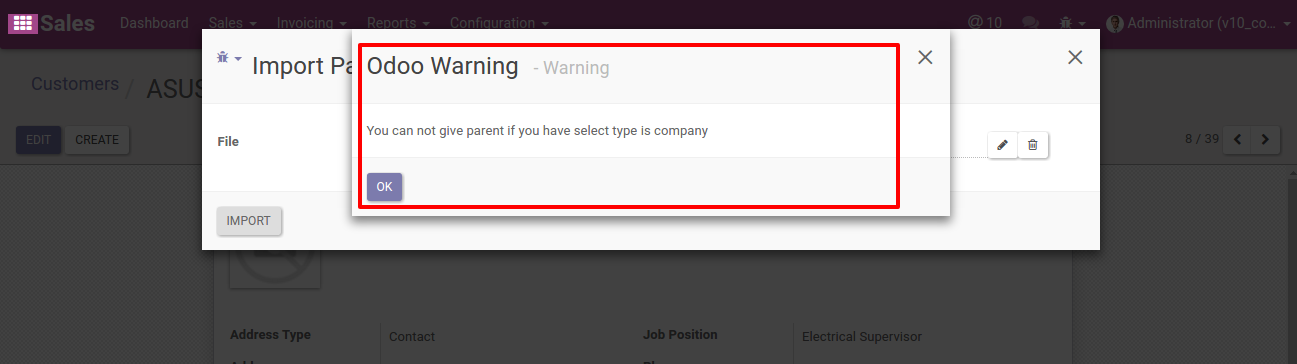 Sales Dashboard Sales Invoicing Reports Configuration @ 10 Administrator (v10_co...
Customers / ASUS
Import Pa
Odoo Warning - Warning
EDIT CREATE
File
You can not give parent if you have select type is company
8 / 39
OK
IMPORT
Address Type Contact Job Position Electrical Supervisor